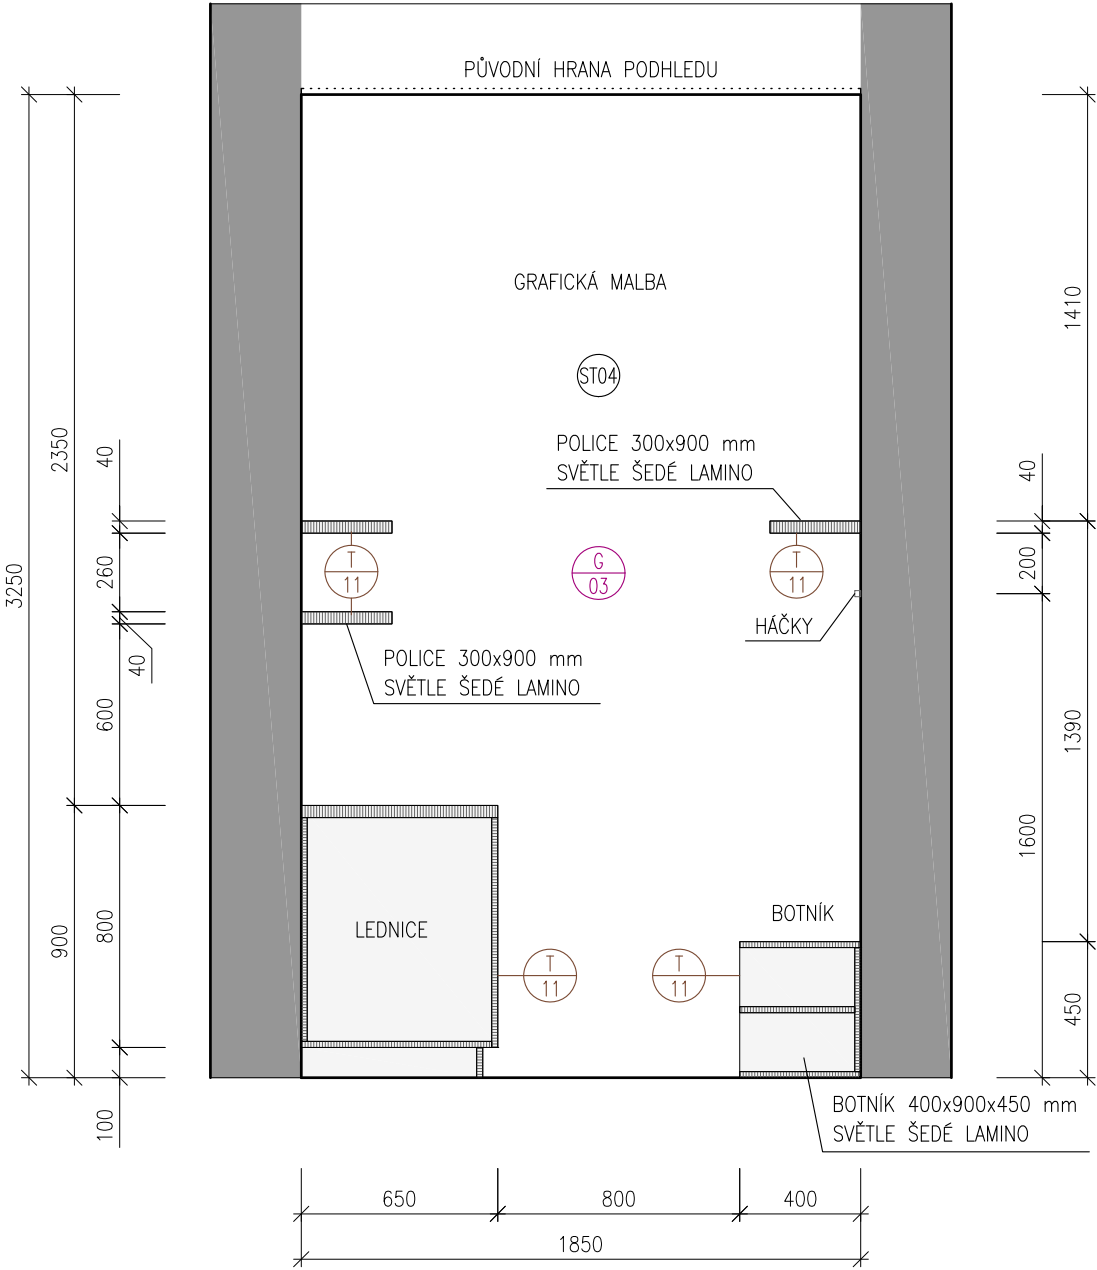 PŮVODNÍ HRANA PODHLEDU
GRAFICKÁ MALBA
ST04
POLICE 300x900 mm
SVĚTLE ŠEDÉ LAMINO
T
11
G
03
T
11
HÁČKY
POLICE 300x900 mm
SVĚTLE ŠEDÉ LAMINO
LEDNICE
BOTNÍK
T
11
T
11
BOTNÍK 400x900x450 mm
SVĚTLE ŠEDÉ LAMINO
3250
2350
900
40
260
40
600
800
100
1410
1390
450
40
200
1600
650
800
400
1850